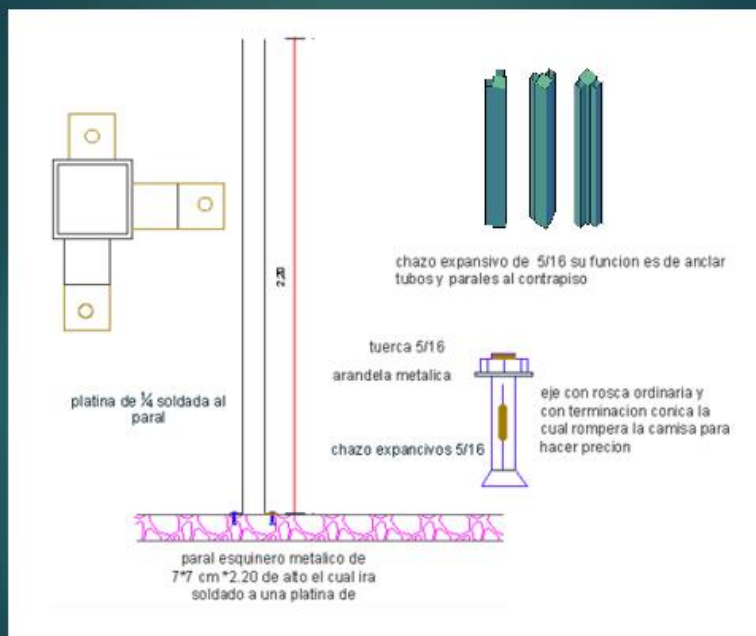 2,20
chazo expansivo de 5/16 su funcion es de anclar
tubos y parales al contrapiso
tuerca 5/16
arandela metalica
platina de ¼ soldada al
paral
eje con rosca ordinaria y
con terminacion conica la
cual rompera la camisa para
hacer precion
chazo expancivos 5/16
paral esquinero metalico de
7*7 cm *2.20 de alto el cual ira
soldado a una platina de